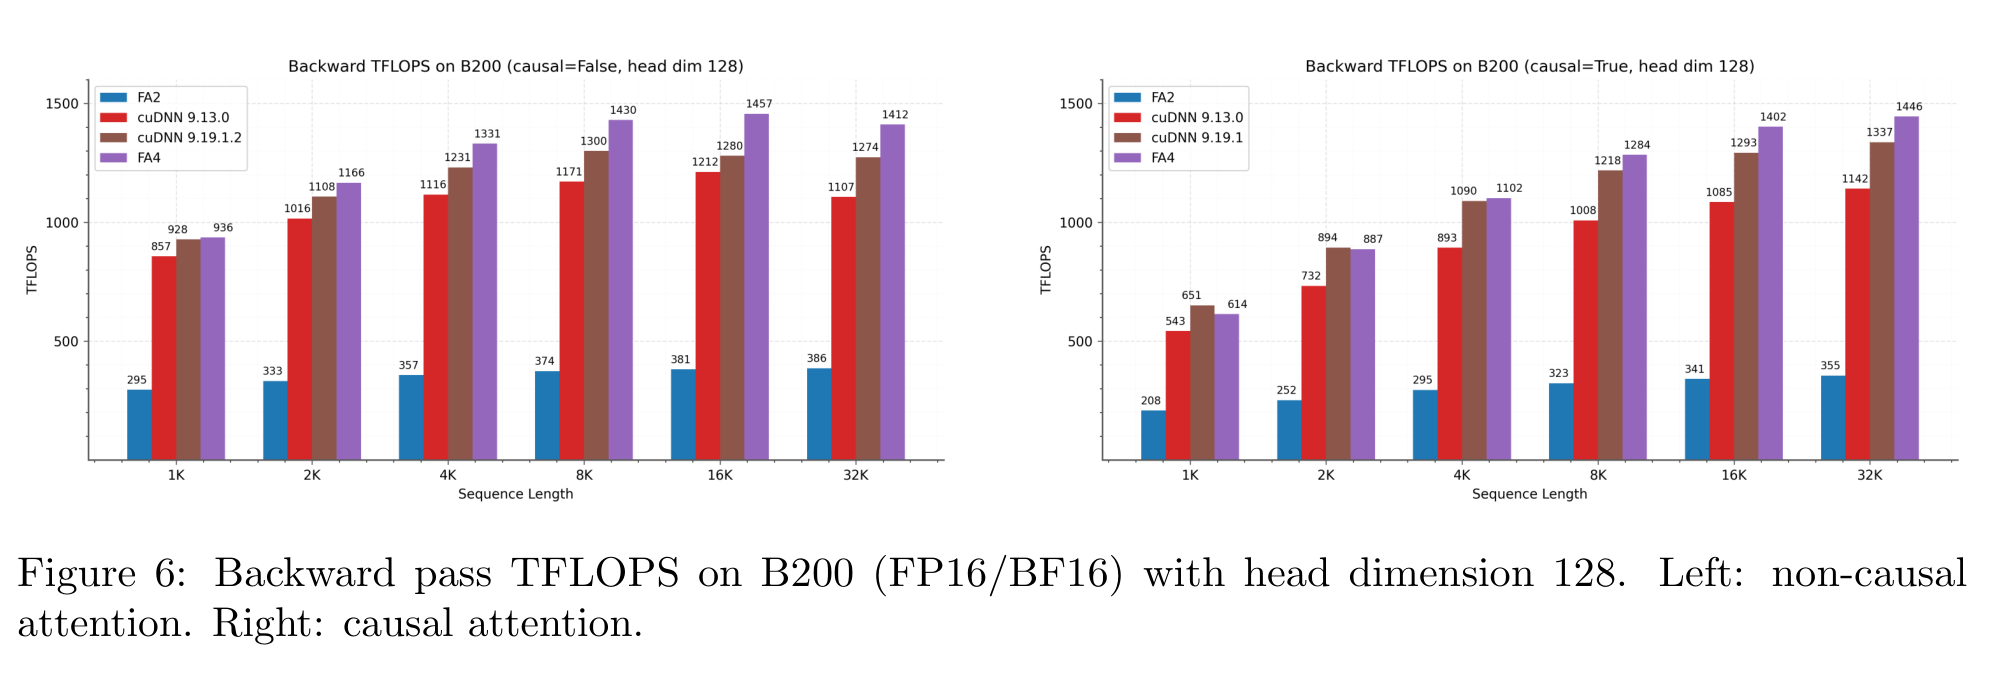 Backward TFLOPS on B200 (causal=False, head dim 128)
FA2
cuDNN 9.13.0
cuDNN 9.19.1.2
FA4
TFLOPS
1500
1000
500
295 857 928 936
333 1016 1108 1166
357 1116 1231 1331
374 1171 1300 1430
381 1212 1280 1457
386 1107 1274 1412
1K 2K 4K 8K 16K 32K
Sequence Length
Backward TFLOPS on B200 (causal=True, head dim 128)
FA2
cuDNN 9.13.0
cuDNN 9.19.1
FA4
TFLOPS
1500
1000
500
208 543 651 614
252 732 894 887
295 893 1090 1102
323 1008 1218 1284
341 1085 1293 1402
355 1142 1337 1446
1K 2K 4K 8K 16K 32K
Sequence Length
Figure 6: Backward pass TFLOPS on B200 (FP16/BF16) with head dimension 128. Left: non-causal
attention. Right: causal attention.